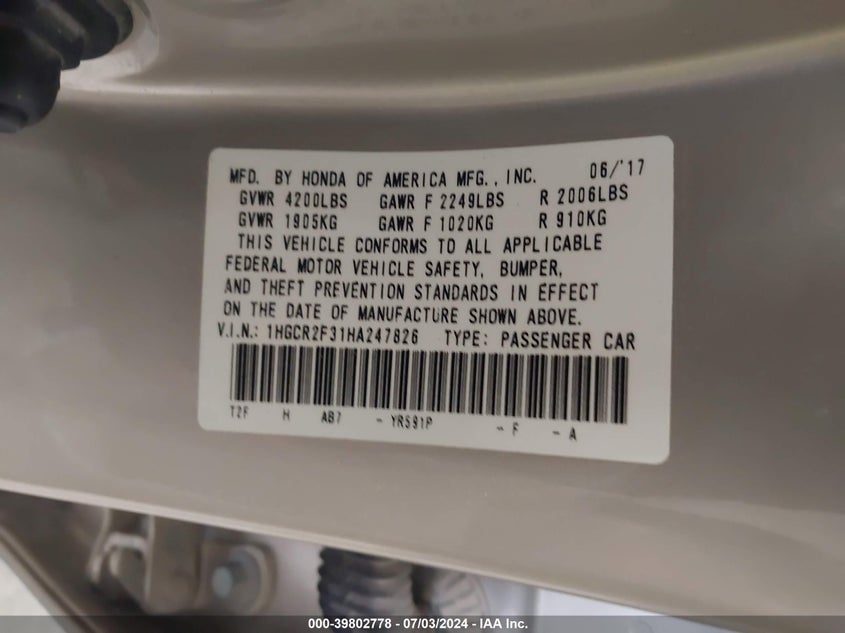 MFD. BY HONDA OF AMERICA MFG., INC. 06/'17
GVWR 4200LBS GAWR F 2249LBS R 2006LBS
GVWR 1905KG GAWR F 1020KG R 910KG
THIS VEHICLE CONFORMS TO ALL APPLICABLE
FEDERAL MOTOR VEHICLE SAFETY, BUMPER,
AND THEFT PREVENTION STANDARDS IN EFFECT
ON THE DATE OF MANUFACTURE SHOWN ABOVE.
V.I.N.: 1HGCR2F31HA247826 TYPE: PASSENGER CAR
T2F H AB7 - YR591P - F - A
000-39802778 - 07/03/2024 - IAA Inc.